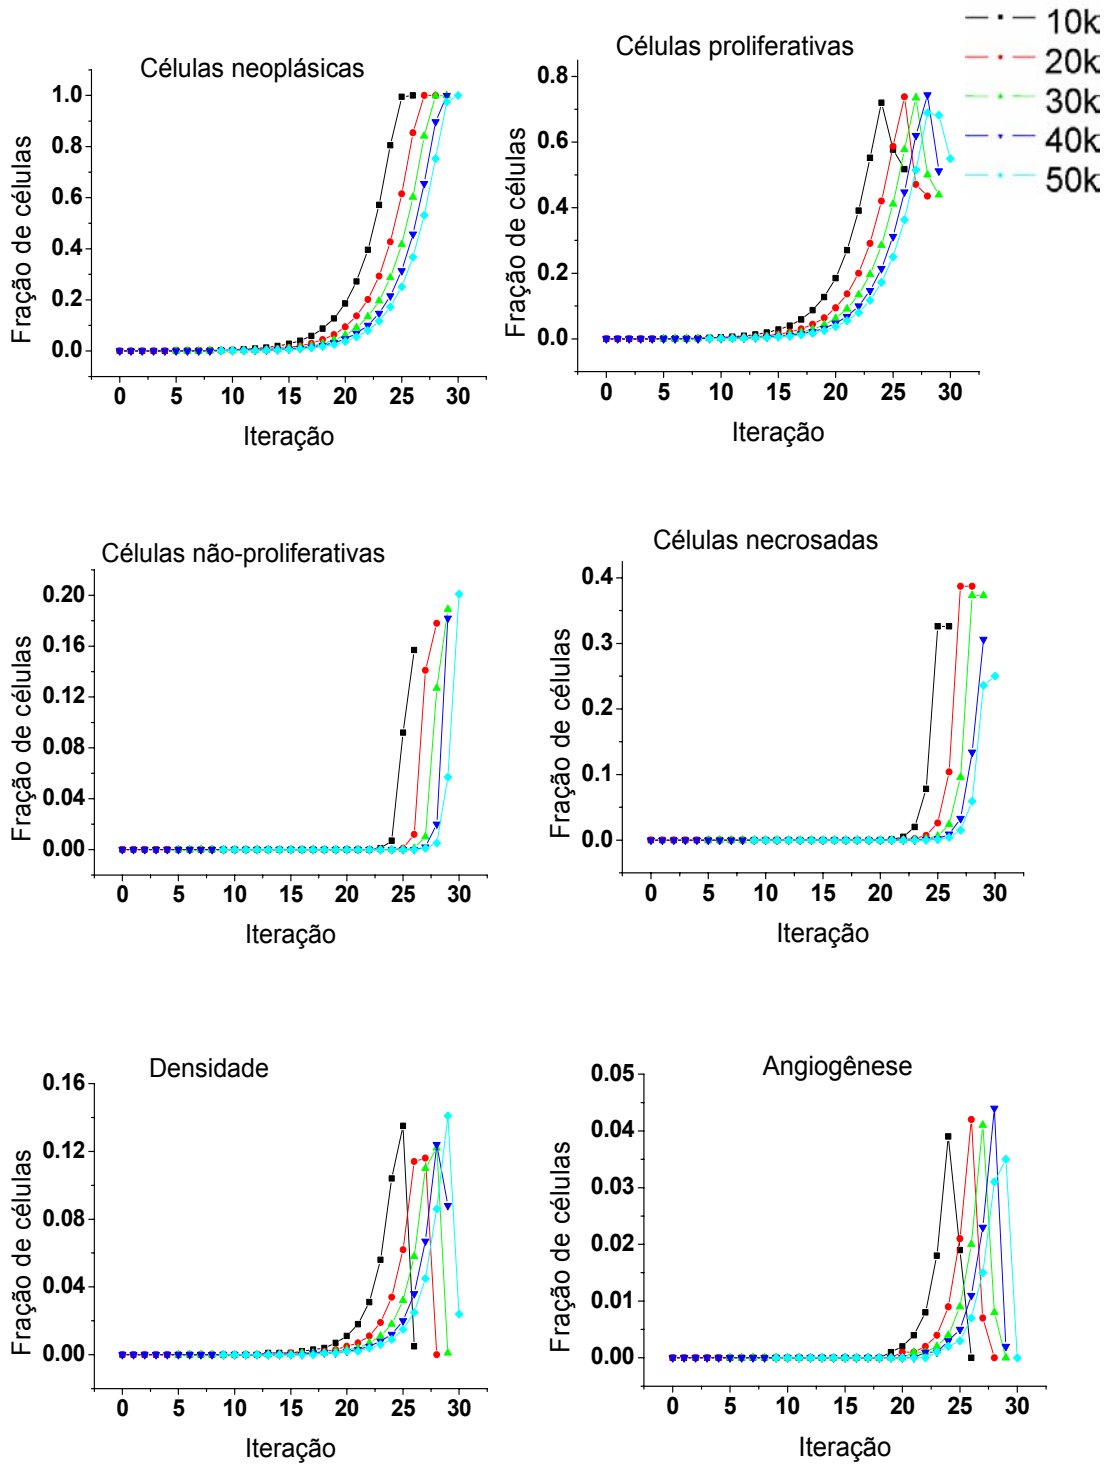 Células neoplásicas
Fração de células
1.0
0.8
0.6
0.4
0.2
0.0
0 5 10 15 20 25 30
Iteração
Células proliferativas
Fração de células
0.8
0.6
0.4
0.2
0.0
0 5 10 15 20 25 30
Iteração
10k
20k
30k
40k
50k
Células não-proliferativas
Fração de células
0.20
0.16
0.12
0.08
0.04
0.00
0 5 10 15 20 25 30
Iteração
Células necrosadas
Fração de células
0.4
0.3
0.2
0.1
0.0
0 5 10 15 20 25 30
Iteração
Densidade
Fração de células
0.16
0.12
0.08
0.04
0.00
0 5 10 15 20 25 30
Iteração
Angiogênese
Fração de células
0.05
0.04
0.03
0.02
0.01
0.00
0 5 10 15 20 25 30
Iteração